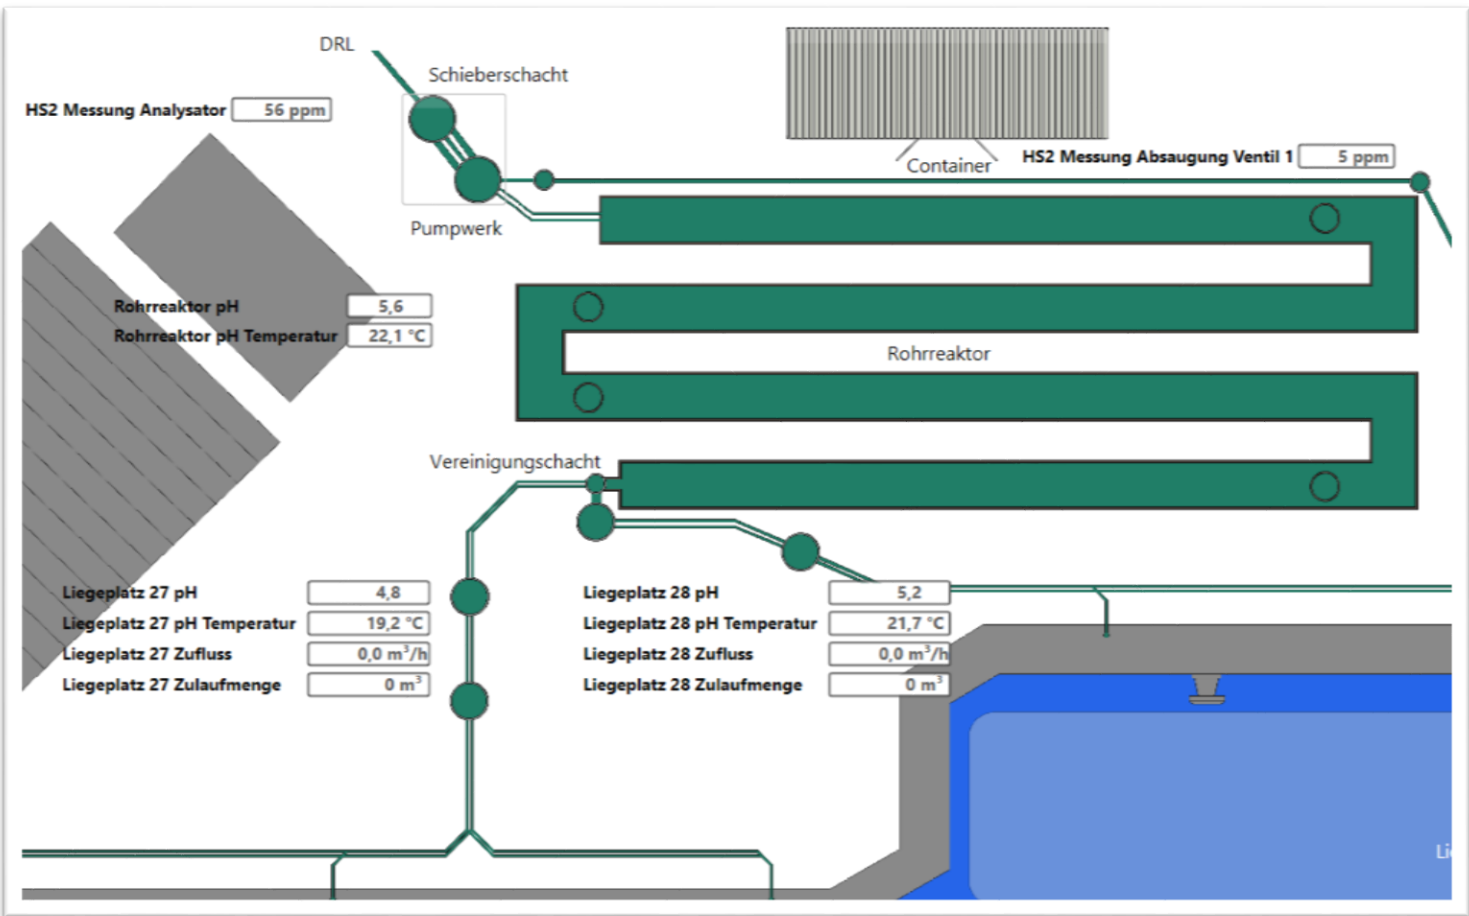 DRL
Schieberschacht
HS2 Messung Analysator 56 ppm
Container
HS2 Messung Absaugung Ventil 1 5 ppm
Pumpwerk
Rohrreaktor pH 5,6
Rohrreaktor pH Temperatur 22,1 °C
Rohrreaktor
Vereinigungschacht
Liegeplatz 27 pH 4,8
Liegeplatz 27 pH Temperatur 19,2 °C
Liegeplatz 27 Zufluss 0,0 m³/h
Liegeplatz 27 Zulaufmenge 0 m³
Liegeplatz 28 pH 5,2
Liegeplatz 28 pH Temperatur 21,7 °C
Liegeplatz 28 Zufluss 0,0 m³/h
Liegeplatz 28 Zulaufmenge 0 m³